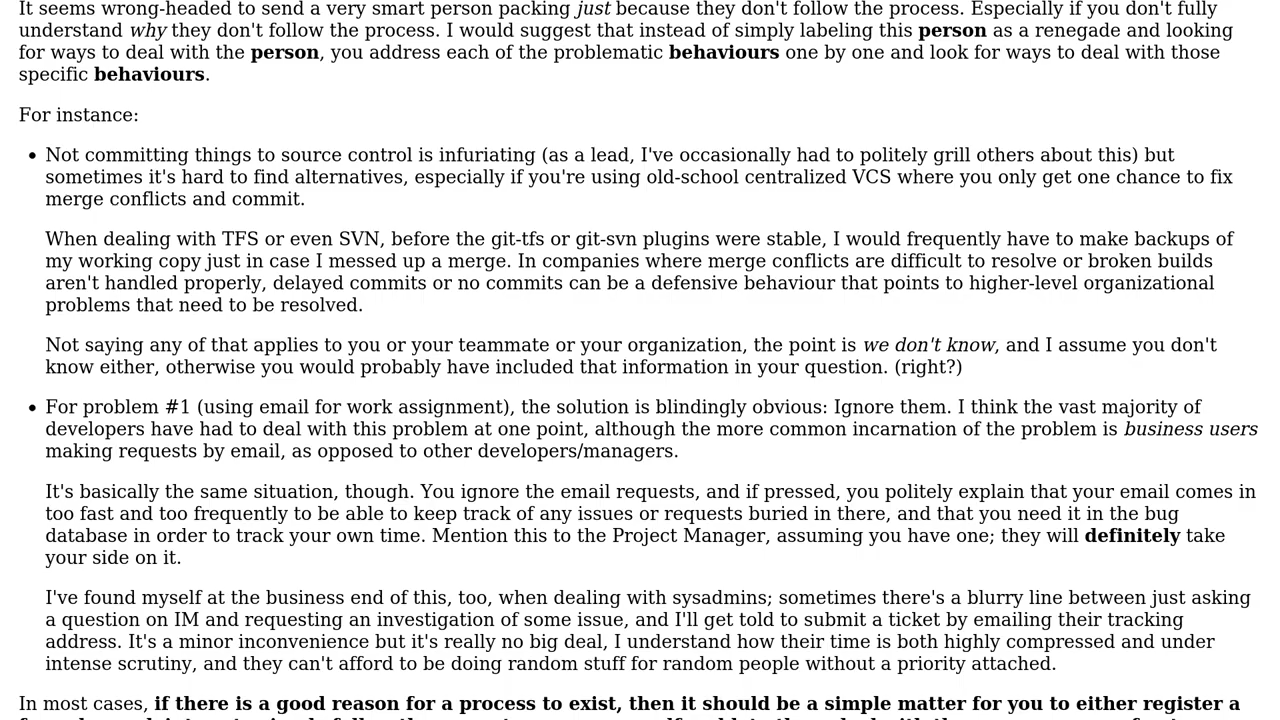 It seems wrong-headed to send a very smart person packing just because they don't follow the process. Especially if you don't fully
understand why they don't follow the process. I would suggest that instead of simply labeling this person as a renegade and looking
for ways to deal with the person, you address each of the problematic behaviours one by one and look for ways to deal with those
specific behaviours.
For instance:
• Not committing things to source control is infuriating (as a lead, I've occasionally had to politely grill others about this) but
sometimes it's hard to find alternatives, especially if you're using old-school centralized VCS where you only get one chance to fix
merge conflicts and commit.
When dealing with TFS or even SVN, before the git-tfs or git-svn plugins were stable, I would frequently have to make backups of
my working copy just in case I messed up a merge. In companies where merge conflicts are difficult to resolve or broken builds
aren't handled properly, delayed commits or no commits can be a defensive behaviour that points to higher-level organizational
problems that need to be resolved.
Not saying any of that applies to you or your teammate or your organization, the point is we don't know, and I assume you don't
know either, otherwise you would probably have included that information in your question. (right?)
• For problem #1 (using email for work assignment), the solution is blindingly obvious: Ignore them. I think the vast majority of
developers have had to deal with this problem at one point, although the more common incarnation of the problem is business users
making requests by email, as opposed to other developers/managers.
It's basically the same situation, though. You ignore the email requests, and if pressed, you politely explain that your email comes in
too fast and too frequently to be able to keep track of any issues or requests buried in there, and that you need it in the bug
database in order to track your own time. Mention this to the Project Manager, assuming you have one; they will definitely take
your side on it.
I've found myself at the business end of this, too, when dealing with sysadmins; sometimes there's a blurry line between just asking
a question on IM and requesting an investigation of some issue, and I'll get told to submit a ticket by emailing their tracking
address. It's a minor inconvenience but it's really no big deal, I understand how their time is both highly compressed and under
intense scrutiny, and they can't afford to be doing random stuff for random people without a priority attached.
In most cases, if there is a good reason for a process to exist, then it should be a simple matter for you to either register a